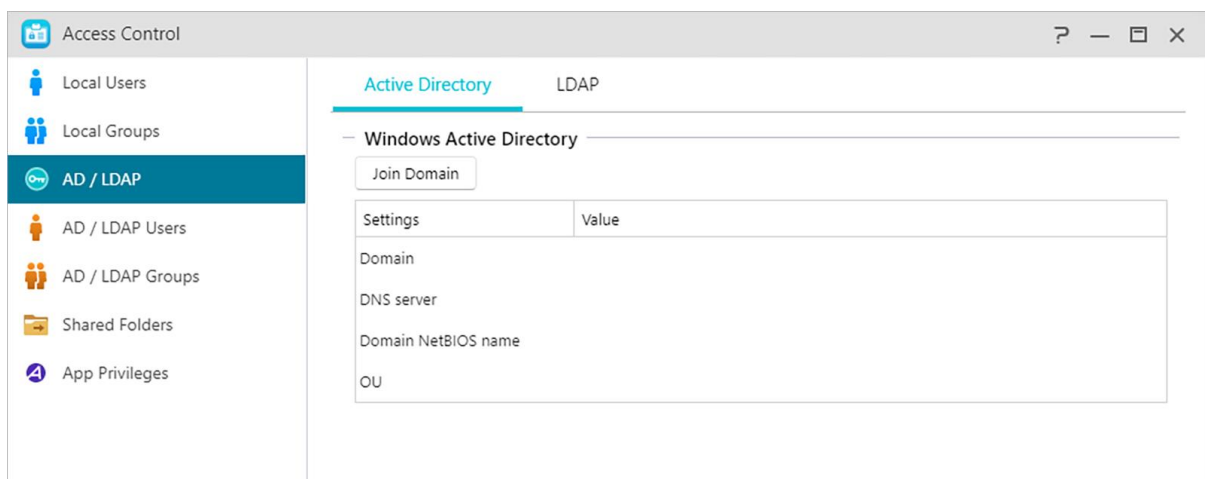 Access Control
Local Users
Local Groups
AD / LDAP
AD / LDAP Users
AD / LDAP Groups
Shared Folders
App Privileges
Active Directory LDAP
Windows Active Directory
Join Domain
Settings Value
Domain
DNS server
Domain NetBIOS name
OU